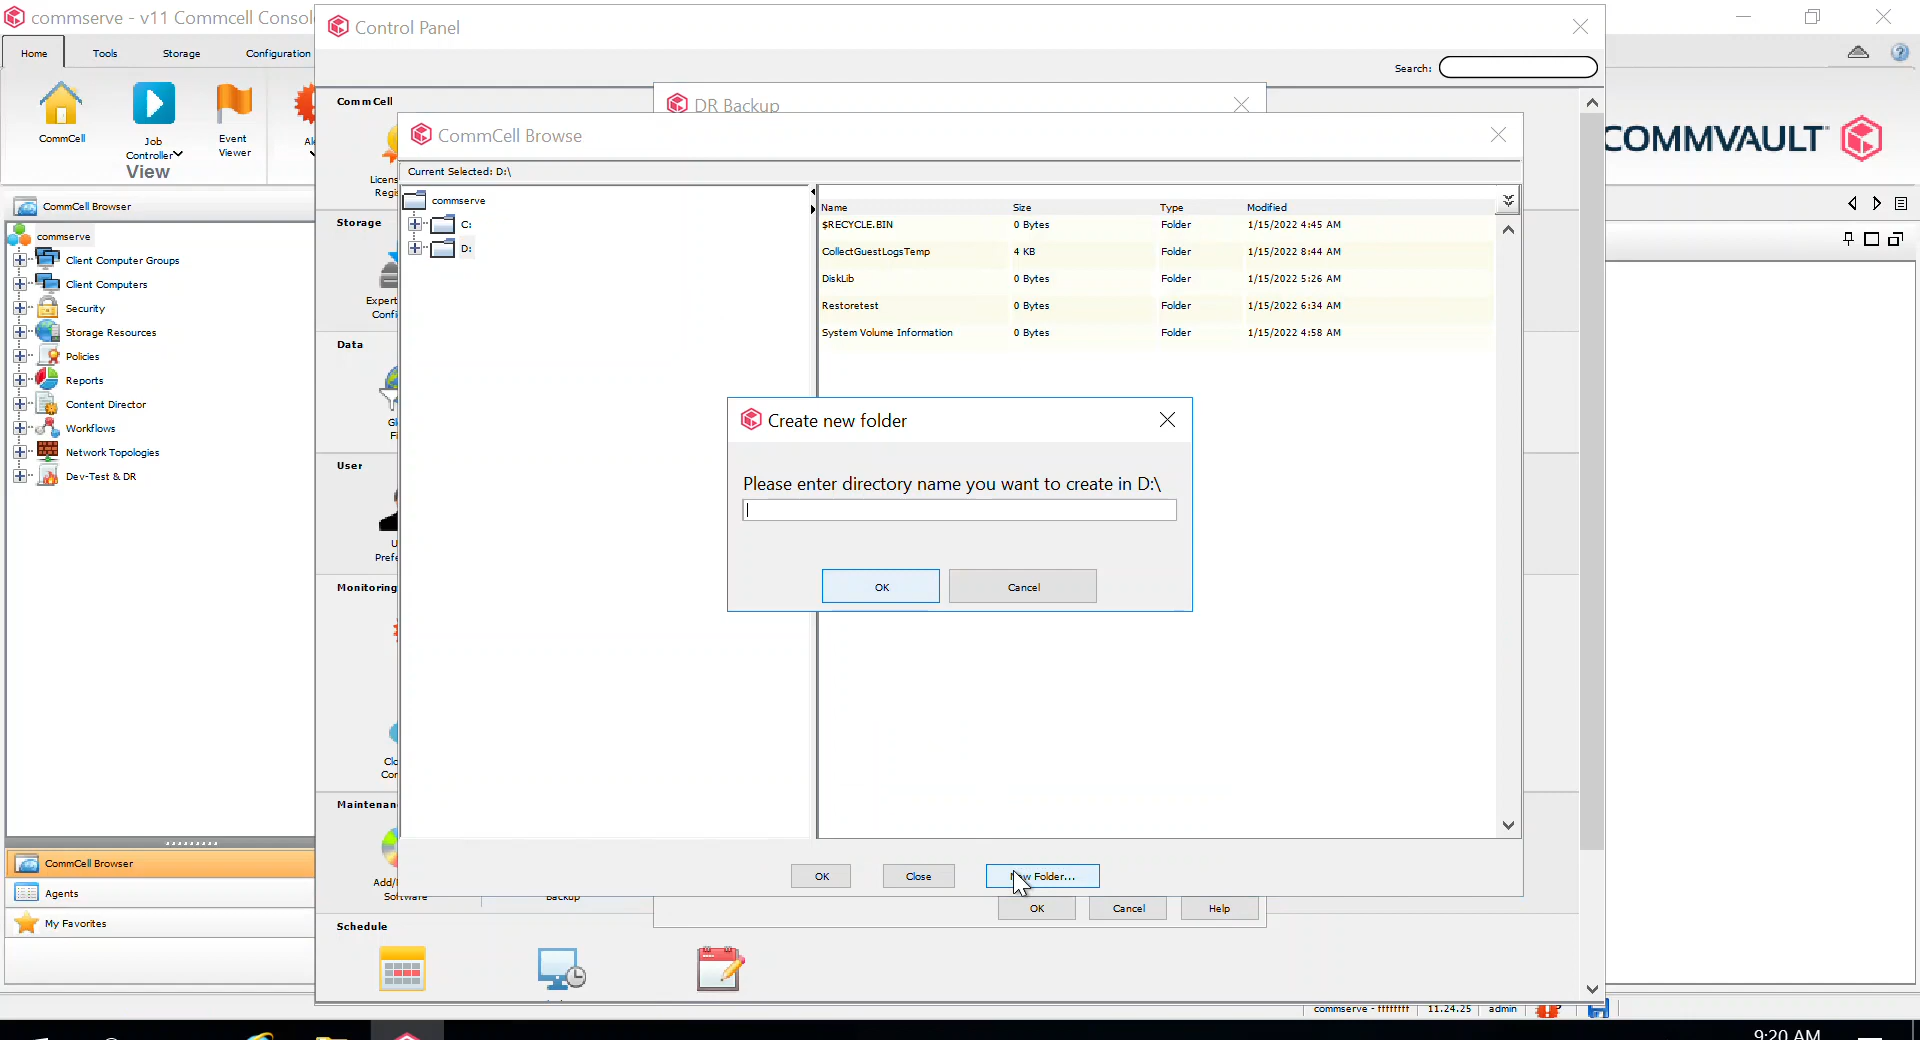 commserve - v11 Commcell Consol
Control Panel
Home
Tools
Storage
Configuration
Search:
CommCell
Job
Controller
Event
Viewer
View
COMMVAULT
CommCell
DR Backup
CommCell Browse
Current Selected: D:\
CommCell Browser
commserve
Client Computer Groups
Client Computers
Security
Storage Resources
Policies
Reports
Content Director
Workflows
Network Topologies
Dev-Test & DR
Storage
Data
User
Monitoring
Maintenan
Schedule
commserve
C:
D:
Name Size Type Modified
$RECYCLE.BIN 0 Bytes Folder 1/15/2022 4:45 AM
CollectGuestLogsTemp 4 KB Folder 1/15/2022 8:44 AM
DiskLib 0 Bytes Folder 1/15/2022 5:26 AM
Restoretest 0 Bytes Folder 1/15/2022 6:34 AM
System Volume Information 0 Bytes Folder 1/15/2022 4:58 AM
Create new folder
Please enter directory name you want to create in D:\
OK
Cancel
OK
Close
OK
Cancel
Help
CommCell Browser
Agents
My Favorites
11.24.25
admin
9:20 AM